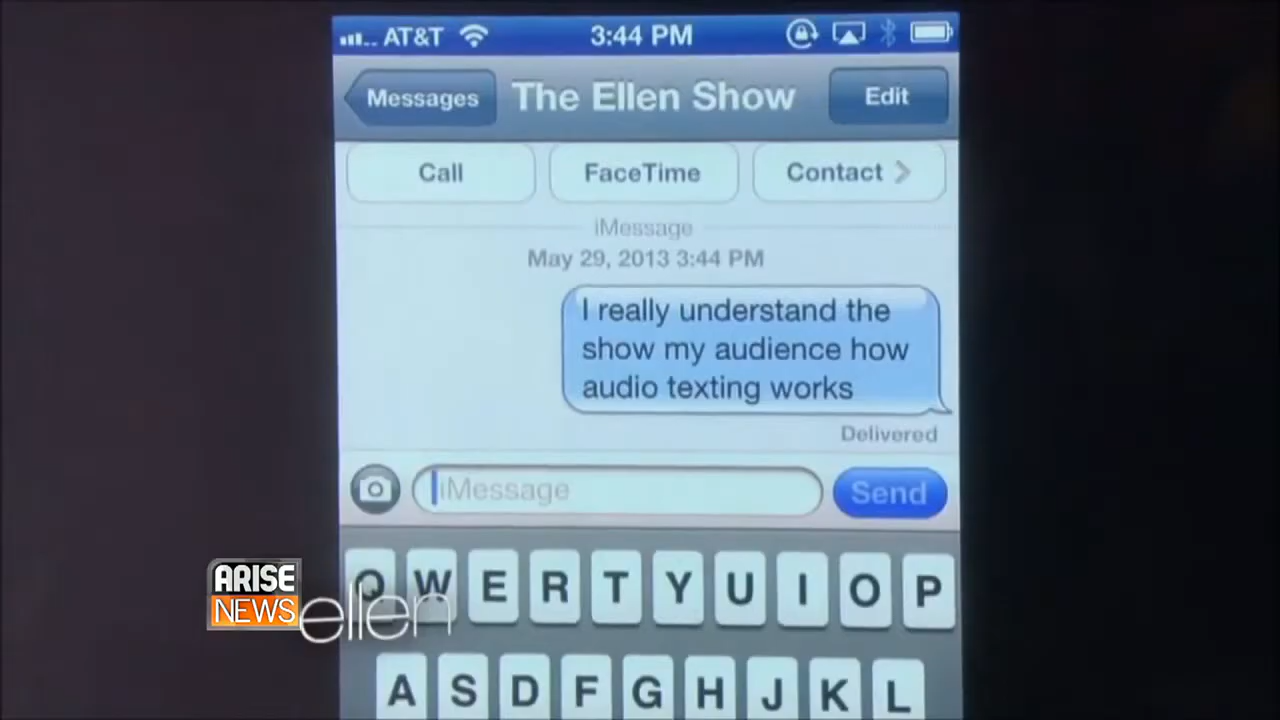 AT&T 3:44 PM
Messages The Ellen Show Edit
Call FaceTime Contact
iMessage
May 29, 2013 3:44 PM
I really understand the
show my audience how
audio texting works
Delivered
iMessage Send
Q W E R T Y U I O P
ARISE
NEWS ellen
A S D F G H J K L